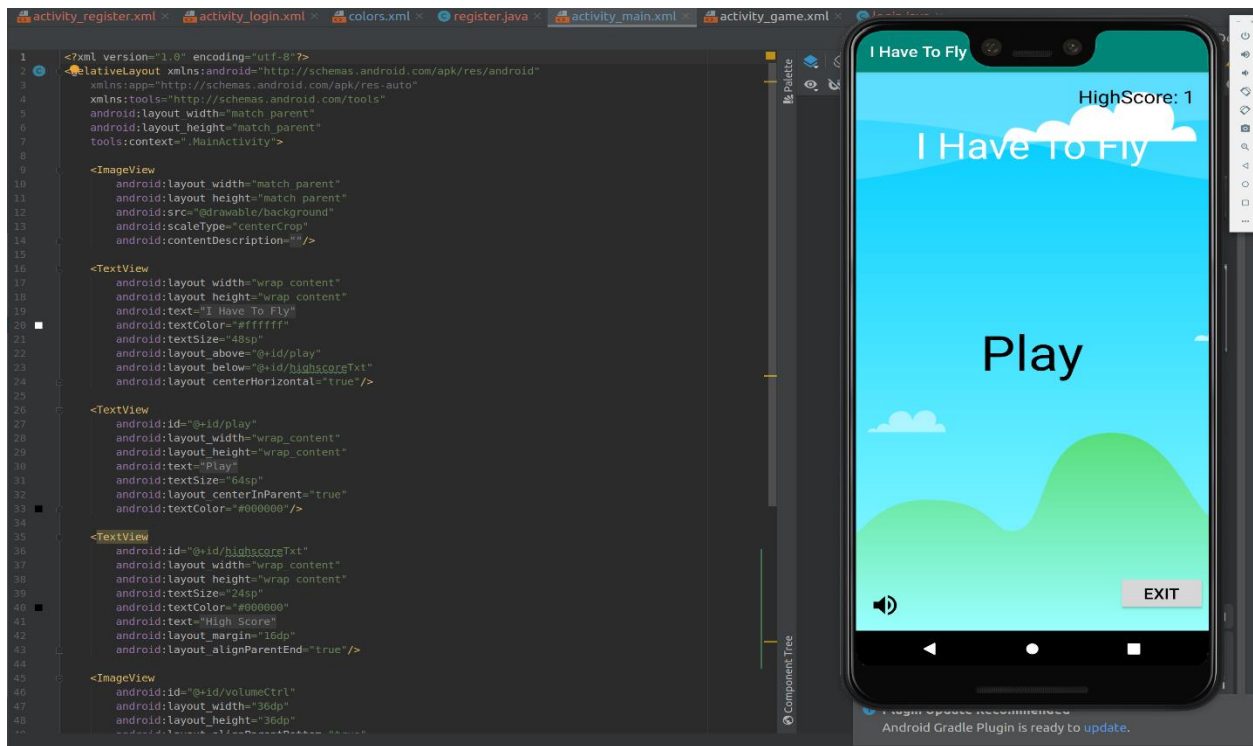 activity_register.xml activity_login.xml colors.xml register.java activity_main.xml activity_game.xml
1 <?xml version="1.0" encoding="utf-8"?>
2 <RelativeLayout xmlns:android="http://schemas.android.com/apk/res/android"
3 xmlns:app="http://schemas.android.com/apk/res-auto"
4 xmlns:tools="http://schemas.android.com/tools"
5 android:layout_width="match_parent"
6 android:layout_height="match_parent"
7 tools:context=".MainActivity">
8
9 <ImageView
10 android:layout_width="match_parent"
11 android:layout_height="match_parent"
12 android:src="@drawable/background"
13 android:scaleType="centerCrop"
14 android:contentDescription=""/>
15
16 <TextView
17 android:layout_width="wrap_content"
18 android:layout_height="wrap_content"
19 android:text="I Have To Fly"
20 android:textColor="#ffffff"
21 android:textSize="48sp"
22 android:layout_above="@+id/play"
23 android:layout_below="@+id/highscoreTxt"
24 android:layout_centerHorizontal="true"/>
25
26 <TextView
27 android:id="@+id/play"
28 android:layout_width="wrap_content"
29 android:layout_height="wrap_content"
30 android:text="Play"
31 android:textSize="64sp"
32 android:layout_centerInParent="true"
33 android:textColor="#000000"/>
34
35 <TextView
36 android:id="@+id/highscoreTxt"
37 android:layout_width="wrap_content"
38 android:layout_height="wrap_content"
39 android:textSize="24sp"
40 android:textColor="#000000"
41 android:text="High Score"
42 android:layout_margin="16dp"
43 android:layout_alignParentEnd="true"/>
44
45 <ImageView
46 android:id="@+id/volumeCtrl"
47 android:layout_width="36dp"
48 android:layout_height="36dp"
Palette
Component Tree
I Have To Fly
HighScore: 1
I Have To Fly
Play
EXIT
Plugin Update Recommended
Android Gradle Plugin is ready to update.